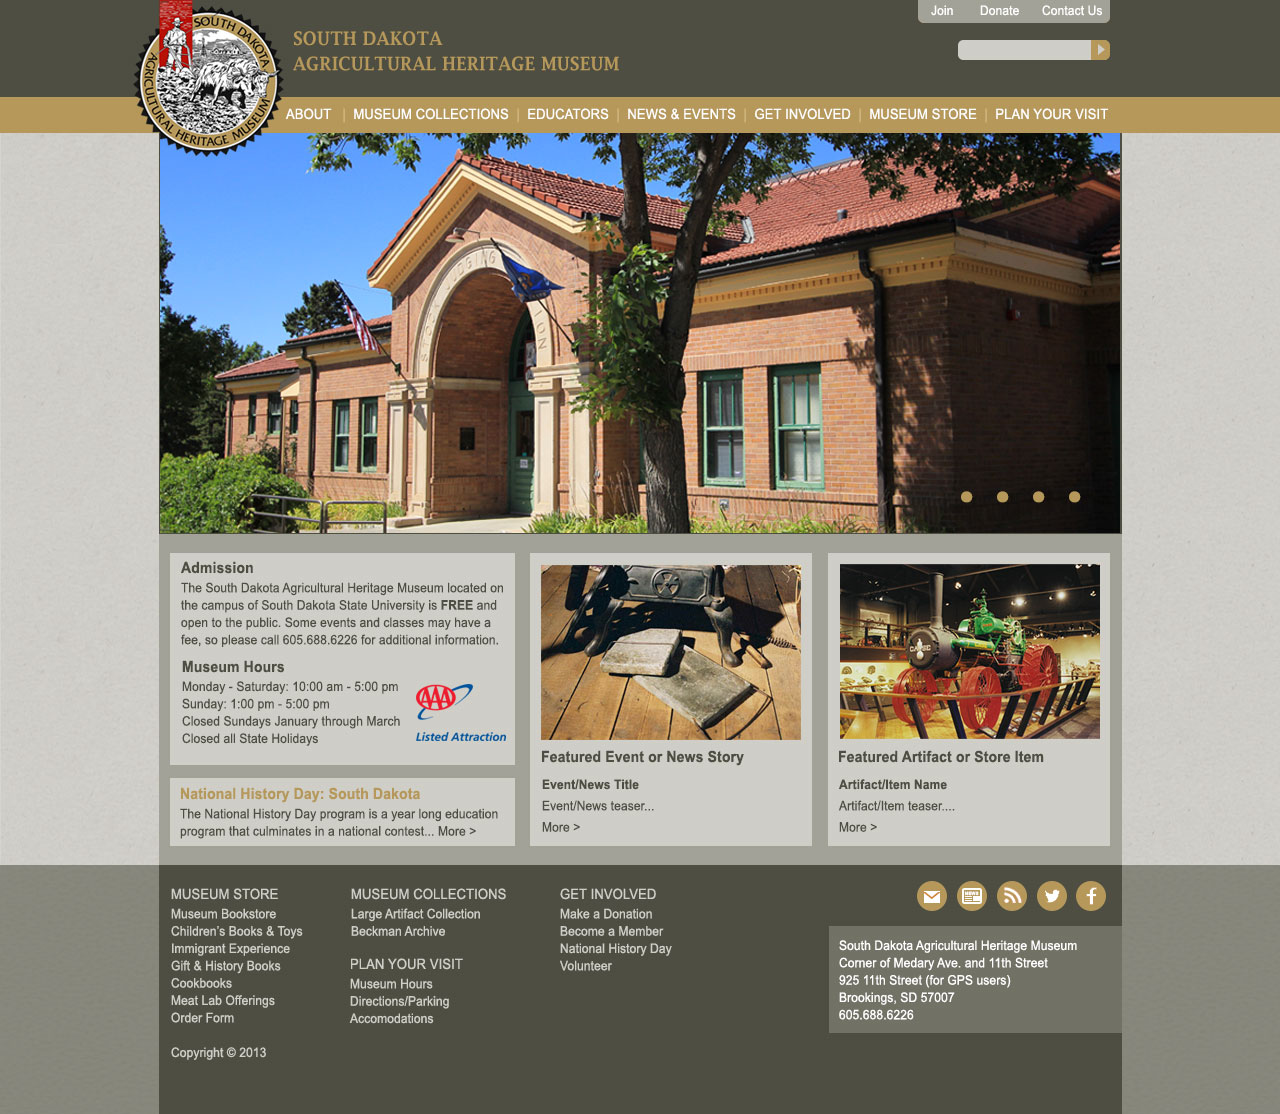 Join Donate Contact Us
SOUTH DAKOTA
AGRICULTURAL HERITAGE MUSEUM
SOUTH DAKOTA
AGRICULTURAL HERITAGE MUSEUM
ABOUT | MUSEUM COLLECTIONS | EDUCATORS | NEWS & EVENTS | GET INVOLVED | MUSEUM STORE | PLAN YOUR VISIT
Admission
The South Dakota Agricultural Heritage Museum located on
the campus of South Dakota State University is FREE and
open to the public. Some events and classes may have a
fee, so please call 605.688.6226 for additional information.
Museum Hours
Monday - Saturday: 10:00 am - 5:00 pm
Sunday: 1:00 pm - 5:00 pm
Closed Sundays January through March
Closed all State Holidays
AAA
Listed Attraction
National History Day: South Dakota
The National History Day program is a year long education
program that culminates in a national contest... More >
Featured Event or News Story
Event/News Title
Event/News teaser...
More >
CASE
Featured Artifact or Store Item
Artifact/Item Name
Artifact/Item teaser....
More >
MUSEUM STORE
Museum Bookstore
Children's Books & Toys
Immigrant Experience
Gift & History Books
Cookbooks
Meat Lab Offerings
Order Form
MUSEUM COLLECTIONS
Large Artifact Collection
Beckman Archive
PLAN YOUR VISIT
Museum Hours
Directions/Parking
Accomodations
GET INVOLVED
Make a Donation
Become a Member
National History Day
Volunteer
NEWS
South Dakota Agricultural Heritage Museum
Corner of Medary Ave. and 11th Street
925 11th Street (for GPS users)
Brookings, SD 57007
605.688.6226
Copyright © 2013